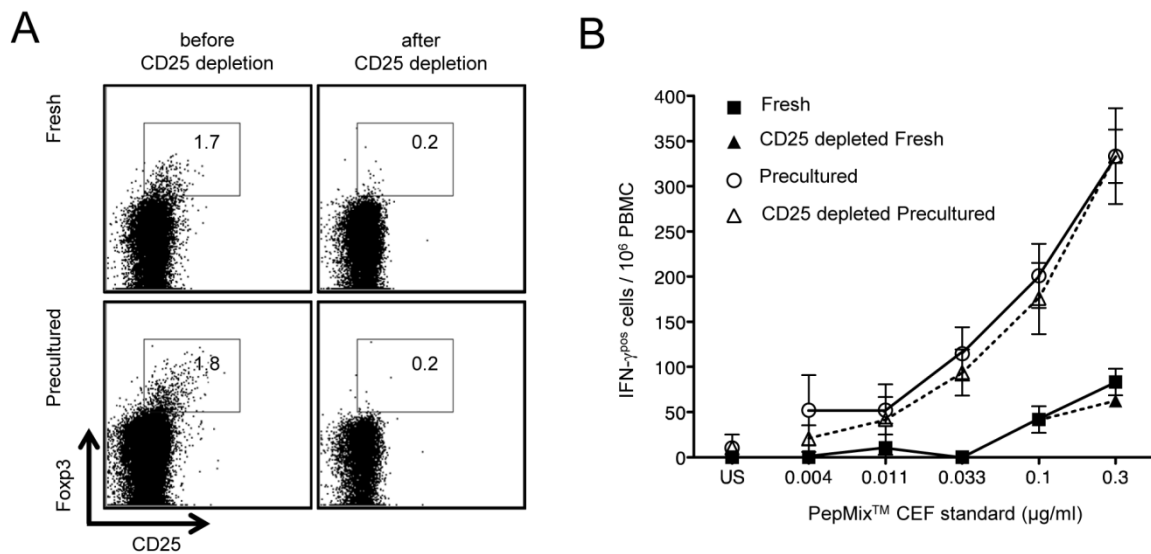 A
before
CD25 depletion
after
CD25 depletion
Fresh
1.7
0.2
Precultured
1.8
0.2
Foxp3
CD25
B
Fresh
CD25 depleted Fresh
Precultured
CD25 depleted Precultured
IFN-γᵖᵒˢ cells / 10⁶ PBMC
400
350
300
250
200
150
100
50
0
US
0.004
0.011
0.033
0.1
0.3
PepMix™ CEF standard (μg/ml)